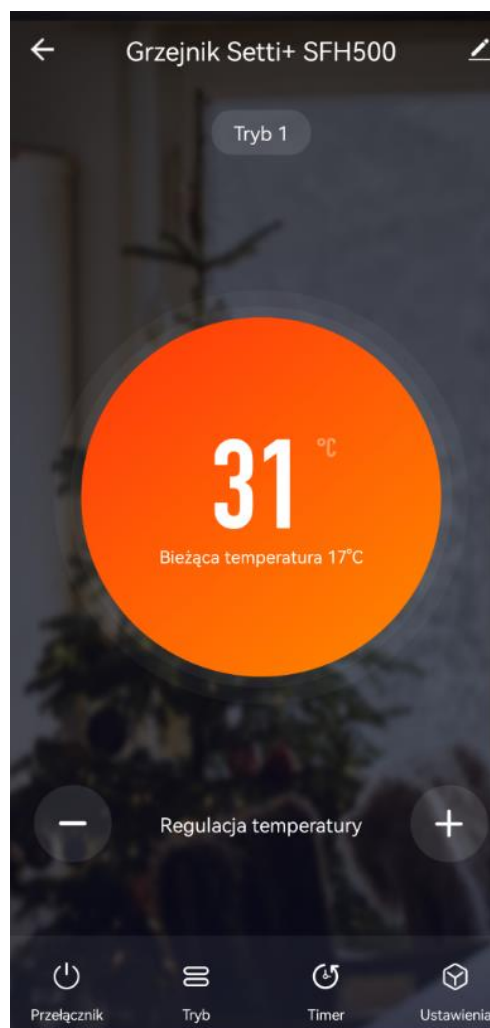 Grzejnik Setti+ SFH500
Tryb 1
31 °C
Bieżąca temperatura 17°C
Regulacja temperatury
Przełącznik Tryb Timer Ustawienia